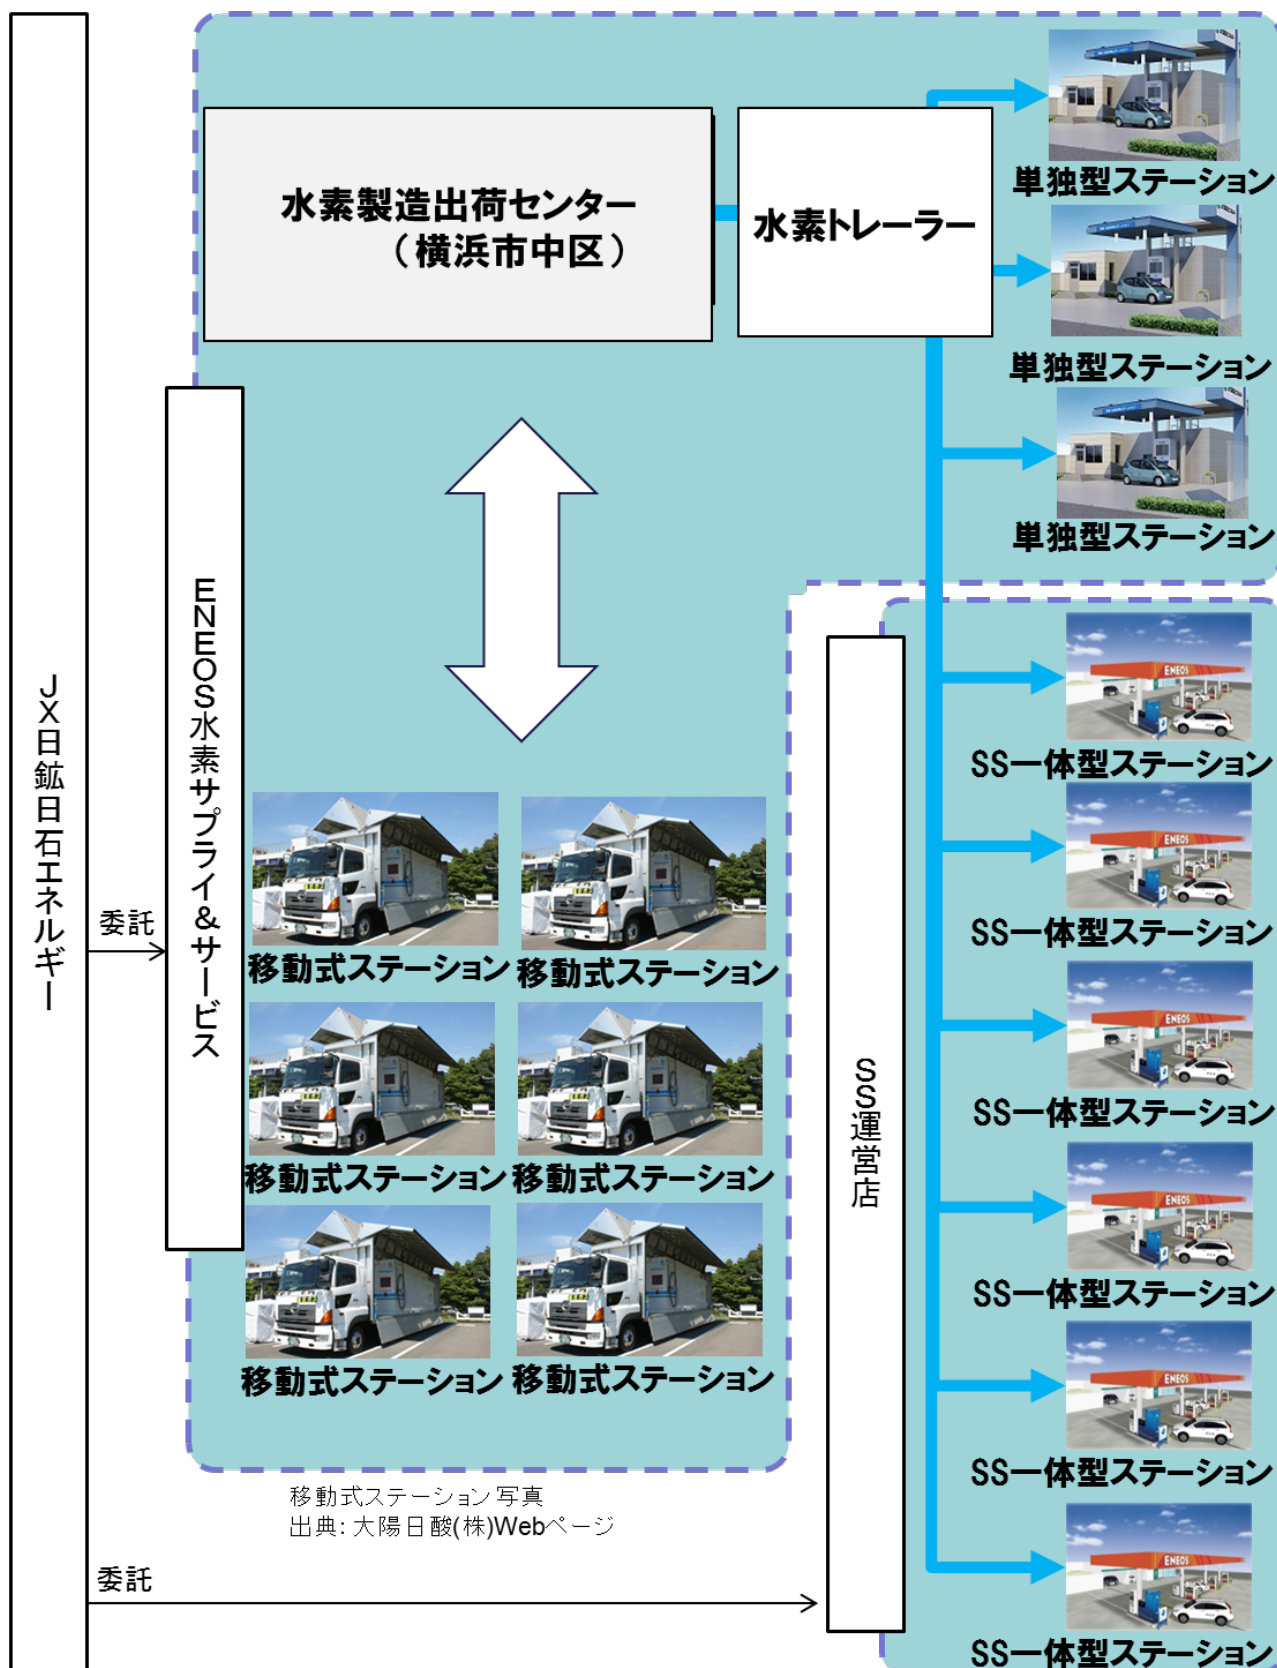 JX日鉱日石エネルギー
委託
ENEOS水素サプライ&サービス
水素製造出荷センター
（横浜市中区）
水素トレーラー
単独型ステーション
単独型ステーション
単独型ステーション
移動式ステーション
移動式ステーション
移動式ステーション
移動式ステーション
移動式ステーション
移動式ステーション
移動式ステーション写真
出典：大陽日酸(株)Webページ
委託
SS運営店
ENEOS
SS一体型ステーション
ENEOS
SS一体型ステーション
ENEOS
SS一体型ステーション
ENEOS
SS一体型ステーション
ENEOS
SS一体型ステーション
ENEOS
SS一体型ステーション